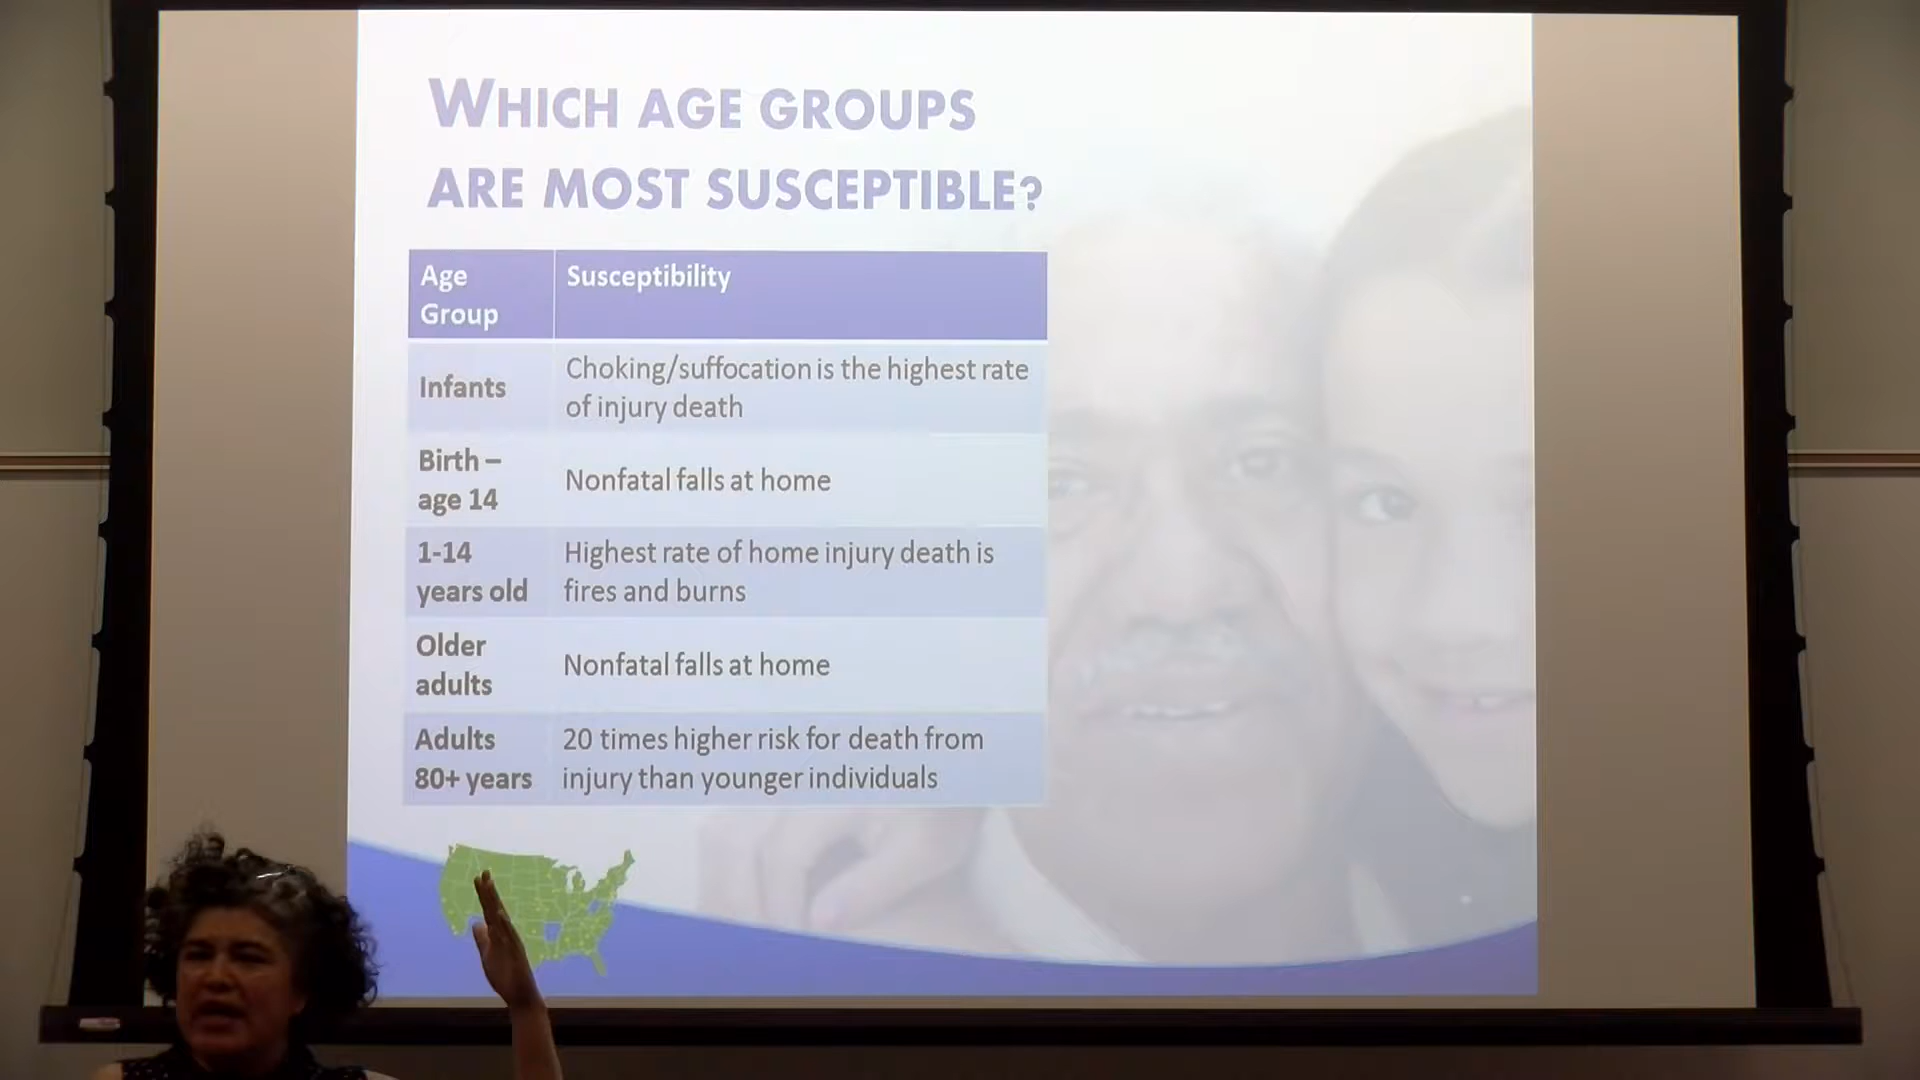 WHICH AGE GROUPS
ARE MOST SUSCEPTIBLE?
Age
Group
Susceptibility
Infants
Choking/suffocation is the highest rate
of injury death
Birth –
age 14
Nonfatal falls at home
1-14
years old
Highest rate of home injury death is
fires and burns
Older
adults
Nonfatal falls at home
Adults
80+ years
20 times higher risk for death from
injury than younger individuals